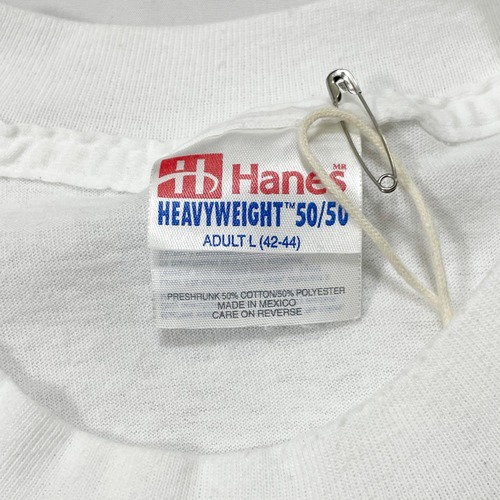 Hanes MR
HEAVYWEIGHT™ 50/50
ADULT L (42-44)
PRESHRUNK 50% COTTON/50% POLYESTER
MADE IN MEXICO
CARE ON REVERSE